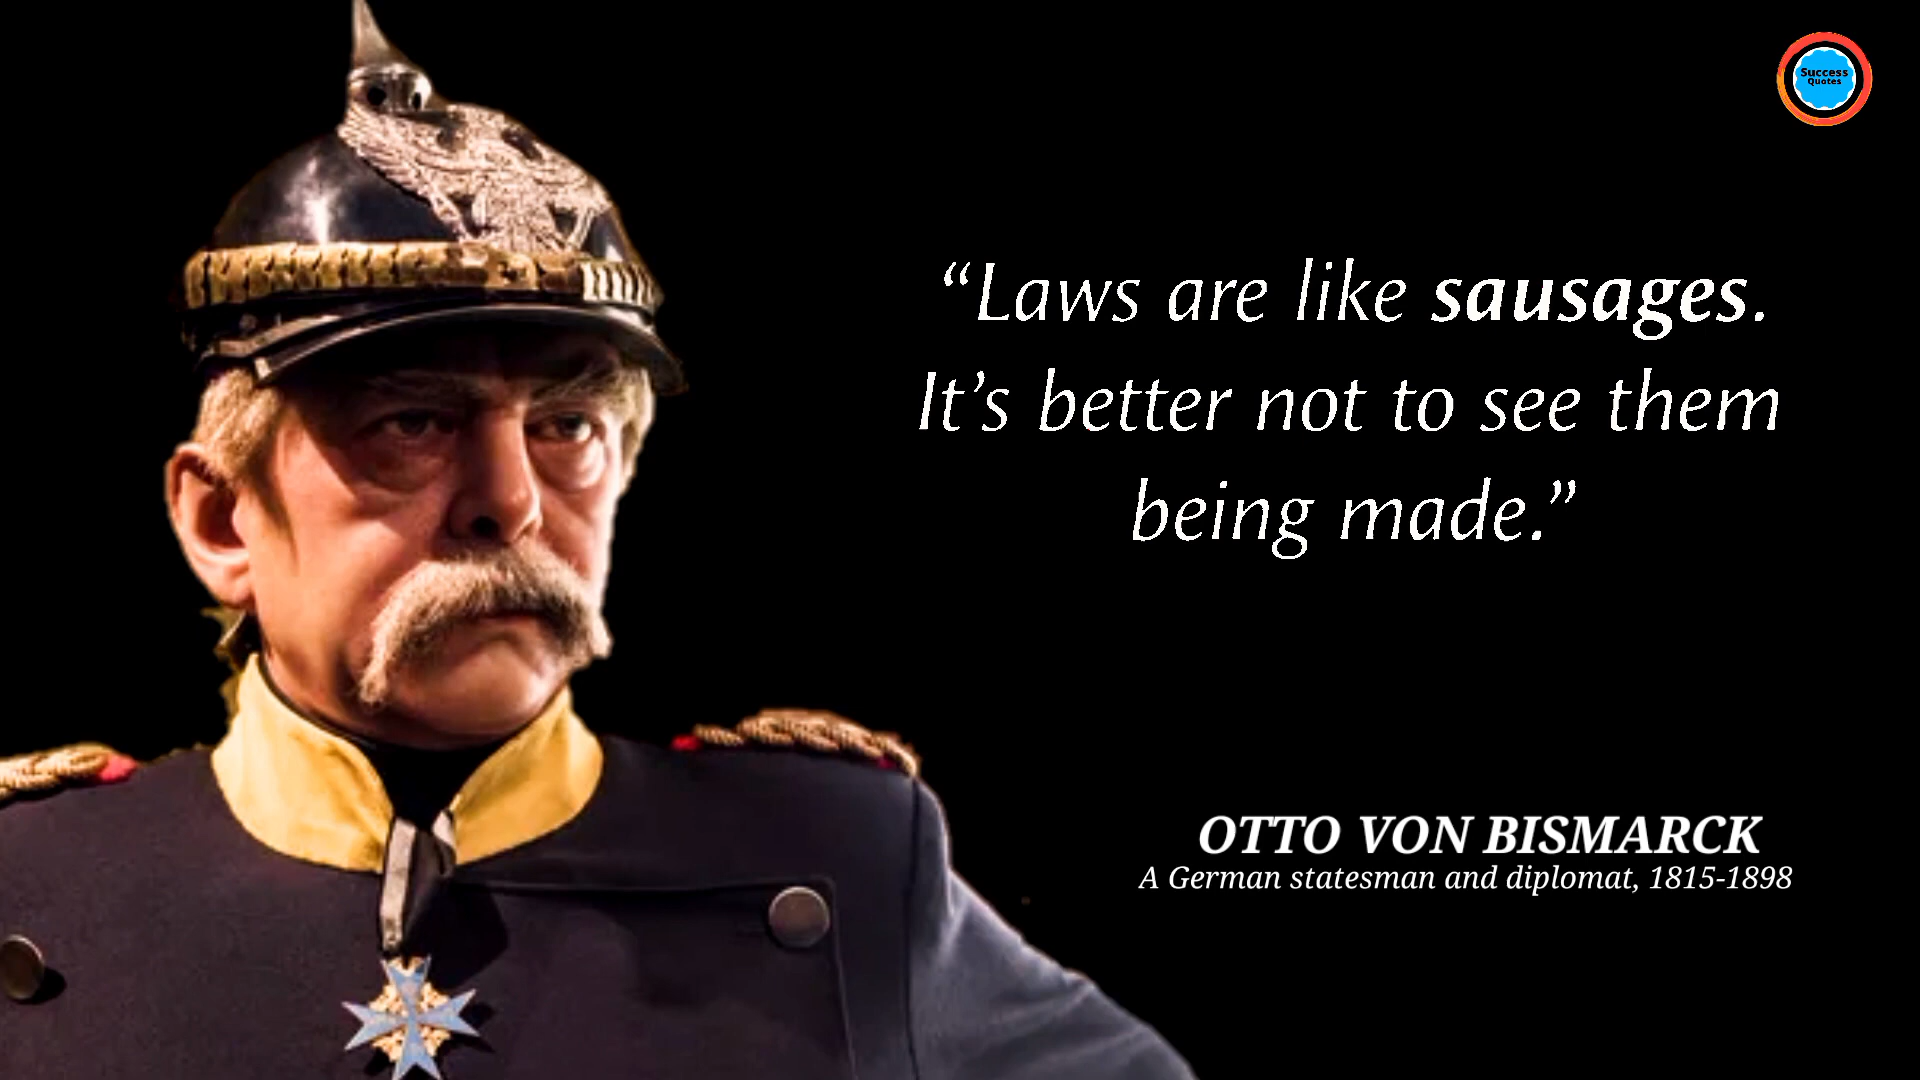 Success
Quotes
“Laws are like sausages.
It’s better not to see them
being made.”
OTTO VON BISMARCK
A German statesman and diplomat, 1815-1898